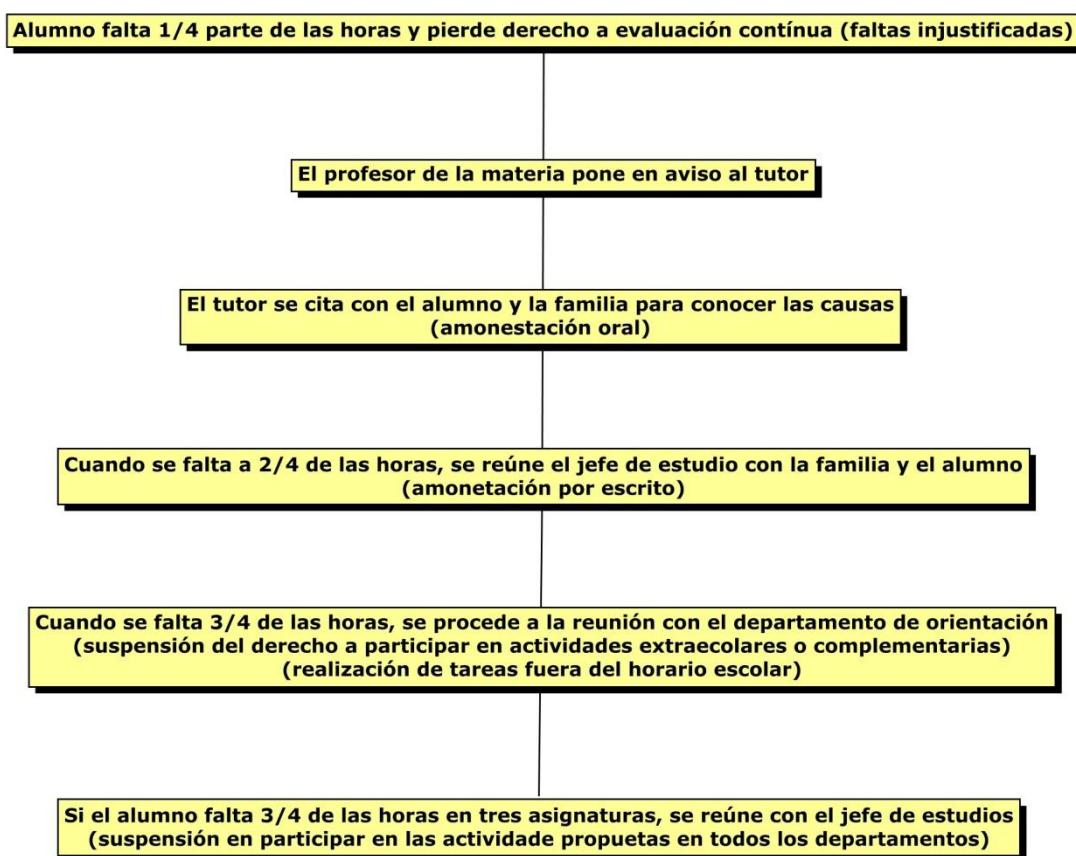 Alumno falta 1/4 parte de las horas y pierde derecho a evaluación contínua (faltas injustificadas)
El profesor de la materia pone en aviso al tutor
El tutor se cita con el alumno y la familia para conocer las causas
(amonestación oral)
Cuando se falta a 2/4 de las horas, se reúne el jefe de estudio con la familia y el alumno
(amonetación por escrito)
Cuando se falta 3/4 de las horas, se procede a la reunión con el departamento de orientación
(suspensión del derecho a participar en actividades extraecolares o complementarias)
(realización de tareas fuera del horario escolar)
Si el alumno falta 3/4 de las horas en tres asignaturas, se reúne con el jefe de estudios
(suspensión en participar en las actividade propuetas en todos los departamentos)